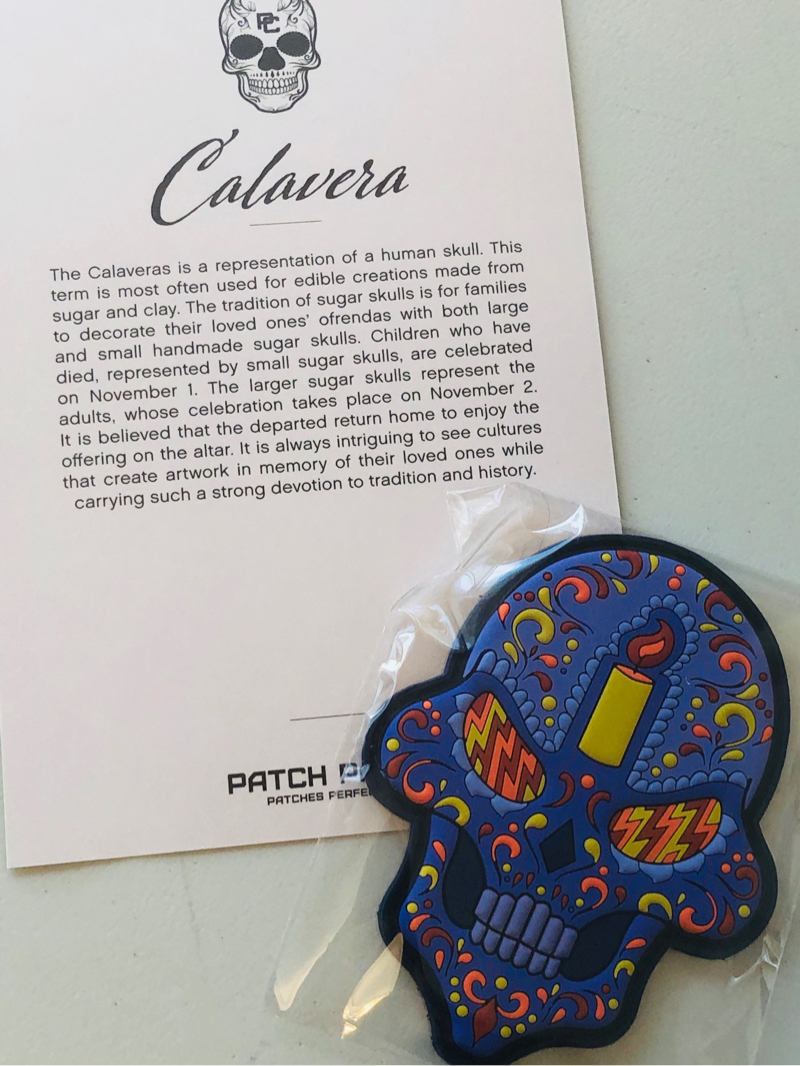 PC
Calavera
The Calaveras is a representation of a human skull. This
term is most often used for edible creations made from
sugar and clay. The tradition of sugar skulls is for families
to decorate their loved ones’ ofrendas with both large
and small handmade sugar skulls. Children who have
died, represented by small sugar skulls, are celebrated
on November 1. The larger sugar skulls represent the
adults, whose celebration takes place on November 2.
It is believed that the departed return home to enjoy the
offering on the altar. It is always intriguing to see cultures
that create artwork in memory of their loved ones while
carrying such a strong devotion to tradition and history.
PATCH
PATCHES